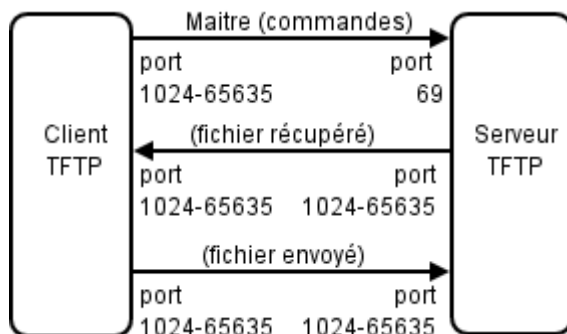 Maitre (commandes)
port port
1024-65635 69
Client TFTP
(fichier récupéré)
Serveur TFTP
port port
1024-65635 1024-65635
(fichier envoyé)
port port
1024-65635 1024-65635